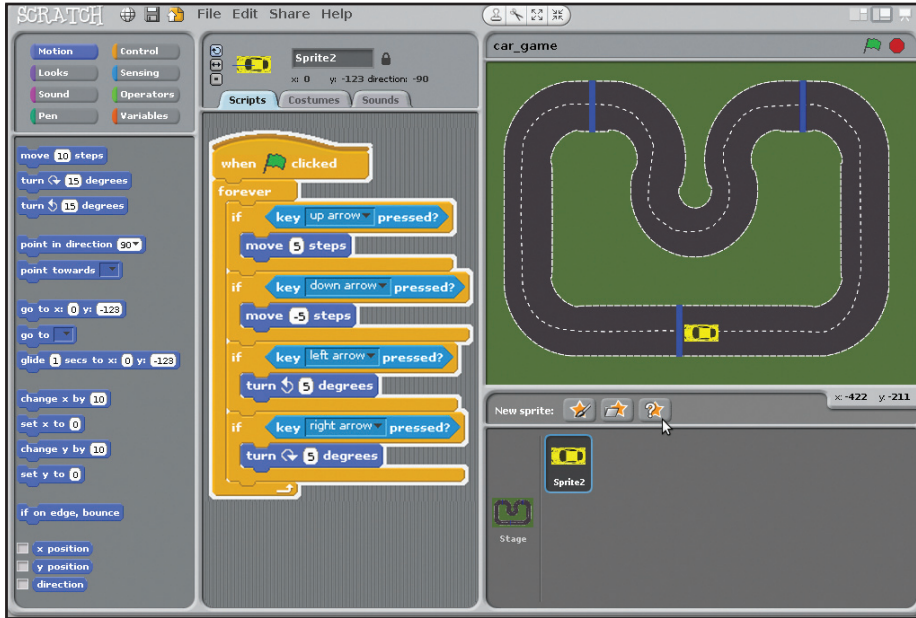 SCRATCH File Edit Share Help
Motion Control
Looks Sensing
Sound Operators
Pen Variables
move 10 steps
turn 15 degrees
turn 15 degrees
point in direction 90
point towards
go to x: 0 y: -123
go to
glide 1 secs to x: 0 y: -123
change x by 10
set x to 0
change y by 10
set y to 0
if on edge, bounce
x position
y position
direction
Sprite2
x: 0 y: -123 direction: -90
Scripts Costumes Sounds
when clicked
forever
if key up arrow pressed?
move 5 steps
if key down arrow pressed?
move -5 steps
if key left arrow pressed?
turn 5 degrees
if key right arrow pressed?
turn 5 degrees
car_game
x: -422 y: -211
New sprite:
Sprite2
Stage